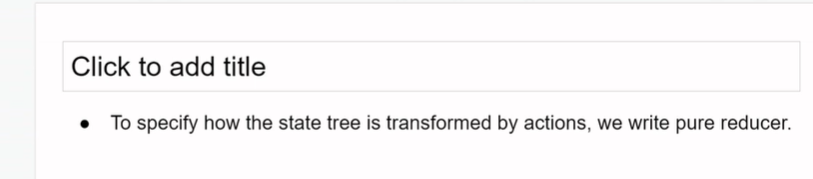 Click to add title
● To specify how the state tree is transformed by actions, we write pure reducer.